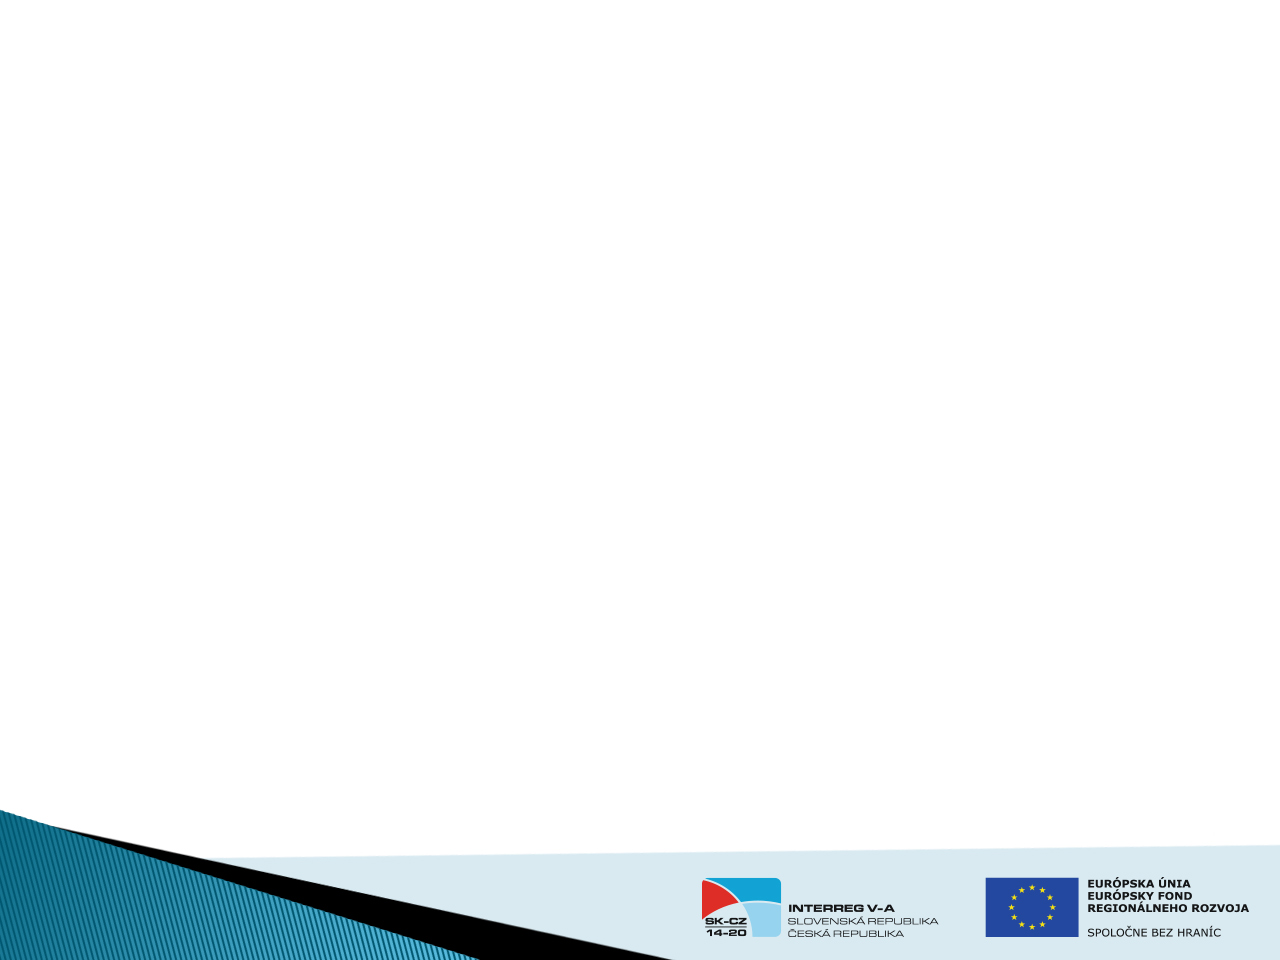 SK-CZ
14-20
INTERREG V-A
SLOVENSKÁ REPUBLIKA
ČESKÁ REPUBLIKA
EURÓPSKA ÚNIA
EURÓPSKY FOND
REGIONÁLNEHO ROZVOJA
SPOLOČNE BEZ HRANÍC